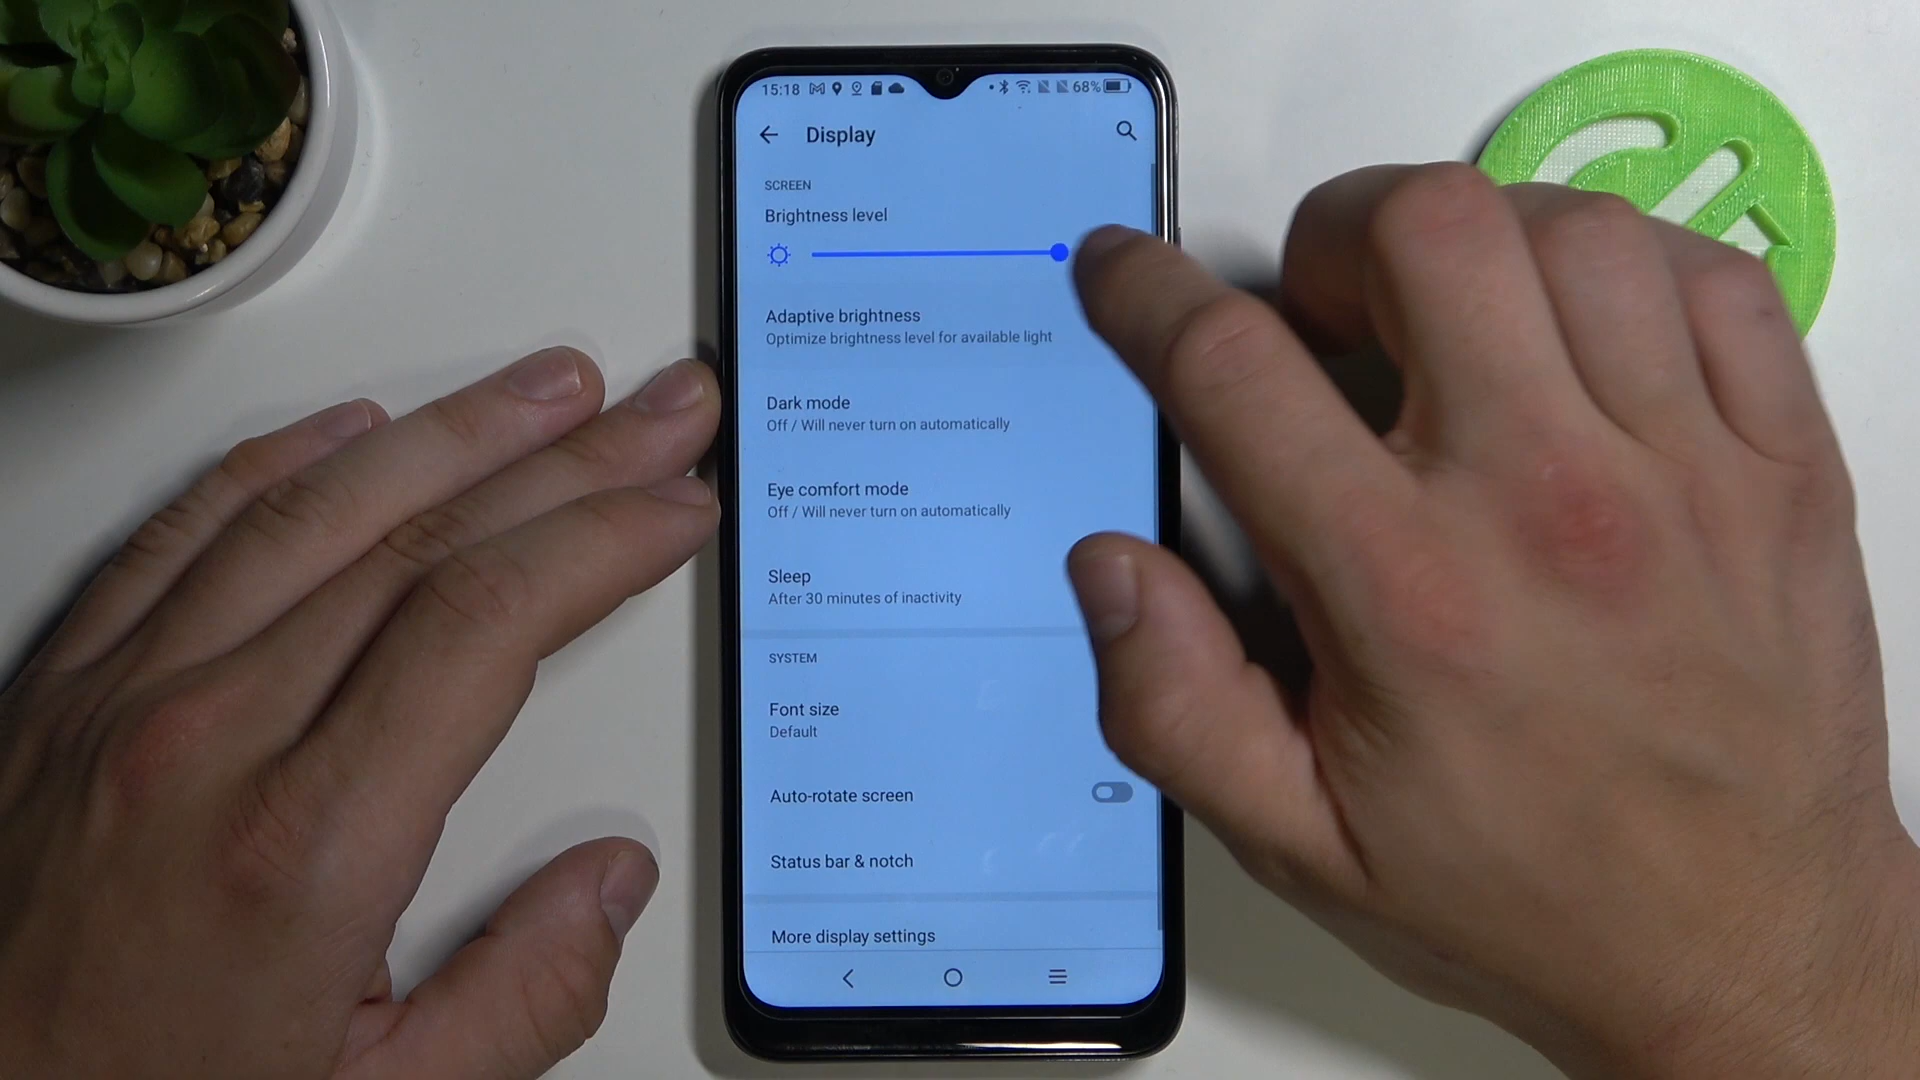 15:18 68%
Display
SCREEN
Brightness level
Adaptive brightness
Optimize brightness level for available light
Dark mode
Off / Will never turn on automatically
Eye comfort mode
Off / Will never turn on automatically
Sleep
After 30 minutes of inactivity
SYSTEM
Font size
Default
Auto-rotate screen
Status bar & notch
More display settings